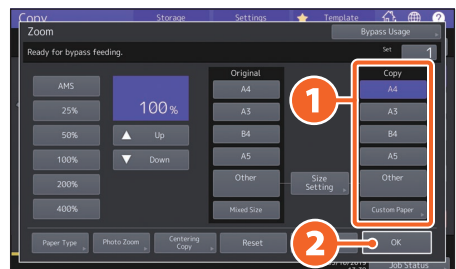 Copy Storage Settings Template
Zoom Bypass Usage
Ready for bypass feeding. Set 1
Original Copy
AMS A4 A4
25% 100% A3 A3
50% Up B4 B4
100% Down A5 A5
200% Other Size Setting Other
400% Mixed Size Custom Paper
Paper Type Photo Zoom Centering Copy Reset OK
Job Status
1
2